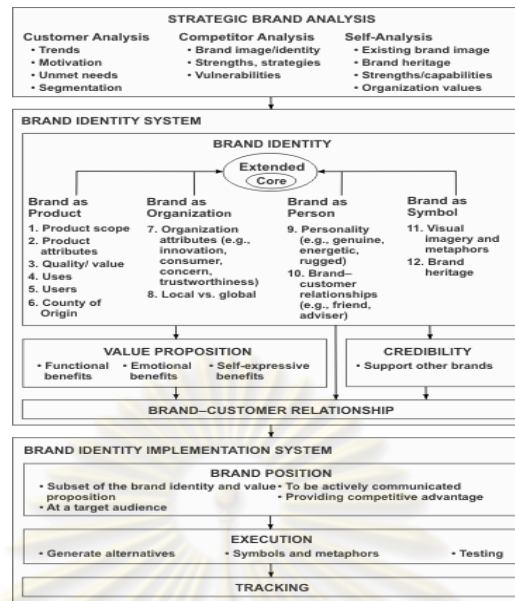 STRATEGIC BRAND ANALYSIS
Customer Analysis
• Trends
• Motivation
• Unmet needs
• Segmentation
Competitor Analysis
• Brand image/identity
• Strengths, strategies
• Vulnerabilities
Self-Analysis
• Existing brand image
• Brand heritage
• Strengths/capabilities
• Organization values
BRAND IDENTITY SYSTEM
BRAND IDENTITY
Extended
Core
Brand as
Product
1. Product scope
2. Product
attributes
3. Quality/ value
4. Uses
5. Users
6. County of
Origin
Brand as
Organization
7. Organization
attributes (e.g.,
innovation,
consumer,
concern,
trustworthiness)
8. Local vs. global
Brand as
Person
9. Personality
(e.g., genuine,
energetic,
rugged)
10. Brand–
customer
relationships
(e.g., friend,
adviser)
Brand as
Symbol
11. Visual
imagery and
metaphors
12. Brand
heritage
VALUE PROPOSITION
• Functional
benefits
• Emotional
benefits
• Self-expressive
benefits
CREDIBILITY
• Support other brands
BRAND–CUSTOMER RELATIONSHIP
BRAND IDENTITY IMPLEMENTATION SYSTEM
BRAND POSITION
• Subset of the brand identity and value
proposition
• At a target audience
• To be actively communicated
• Providing competitive advantage
EXECUTION
• Generate alternatives
• Symbols and metaphors
• Testing
TRACKING